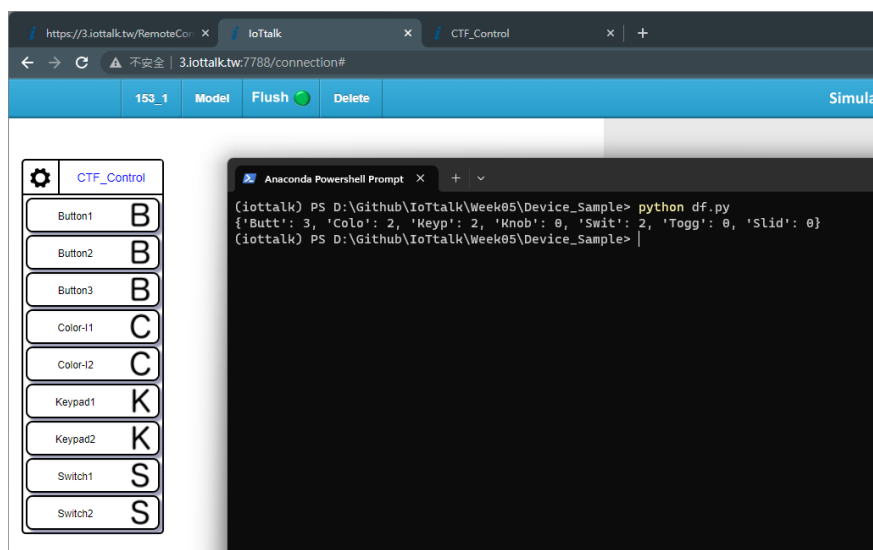 https://3.iottalk.tw/RemoteCon
IoTtalk
CTF_Control
不安全 | 3.iottalk.tw:7788/connection#
153_1 Model Flush Delete Simula
CTF_Control
Button1 B
Button2 B
Button3 B
Color-I1 C
Color-I2 C
Keypad1 K
Keypad2 K
Switch1 S
Switch2 S
Anaconda Powershell Prompt
(iottalk) PS D:\Github\IoTtalk\Week05\Device_Sample> python df.py
{'Butt': 3, 'Colo': 2, 'Keyp': 2, 'Knob': 0, 'Swit': 2, 'Togg': 0, 'Slid': 0}
(iottalk) PS D:\Github\IoTtalk\Week05\Device_Sample>